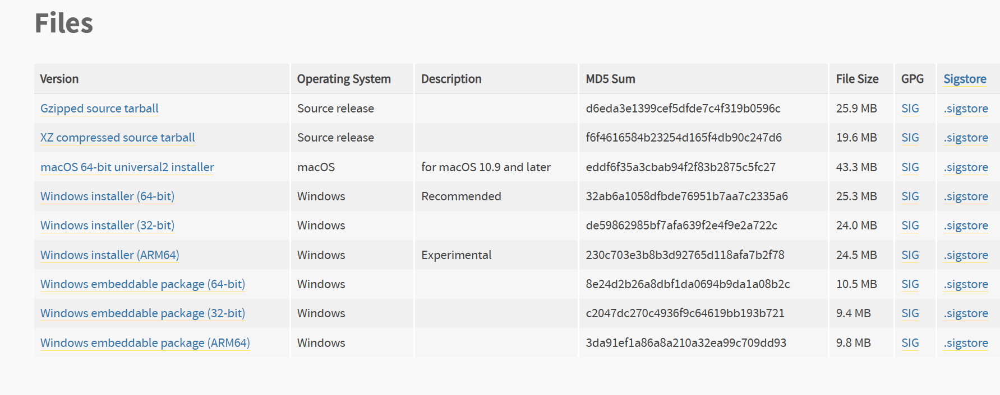 Files
Version Operating System Description MD5 Sum File Size GPG Sigstore
Gzipped source tarball Source release d6eda3e1399cef5dfde7c4f319b0596c 25.9 MB SIG .sigstore
XZ compressed source tarball Source release f6f4616584b23254d165f4db90c247d6 19.6 MB SIG .sigstore
macOS 64-bit universal2 installer macOS for macOS 10.9 and later eddf6f35a3cbab94f2f83b2875c5fc27 43.3 MB SIG .sigstore
Windows installer (64-bit) Windows Recommended 32ab6a1058dfbde76951b7aa7c2335a6 25.3 MB SIG .sigstore
Windows installer (32-bit) Windows de59862985bf7afa639f2e4f9e2a722c 24.0 MB SIG .sigstore
Windows installer (ARM64) Windows Experimental 230c703e3b8b3d92765d118afa7b2f78 24.5 MB SIG .sigstore
Windows embeddable package (64-bit) Windows 8e24d2b26a8dbf1da0694b9da1a08b2c 10.5 MB SIG .sigstore
Windows embeddable package (32-bit) Windows c2047dc270c4936f9c64619bb193b721 9.4 MB SIG .sigstore
Windows embeddable package (ARM64) Windows 3da91ef1a86a8a210a32ea99c709dd93 9.8 MB SIG .sigstore